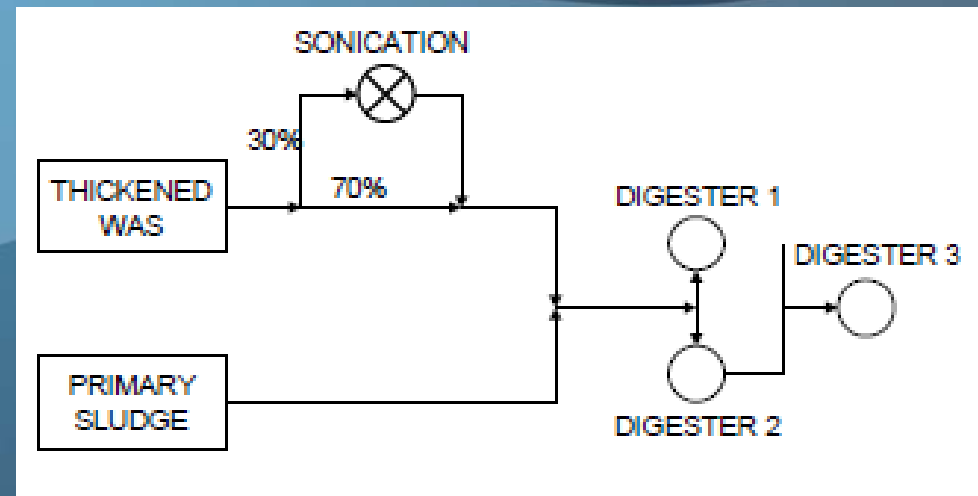 SONICATION
30%
70%
THICKENED
WAS
DIGESTER 1
DIGESTER 3
PRIMARY
SLUDGE
DIGESTER 2